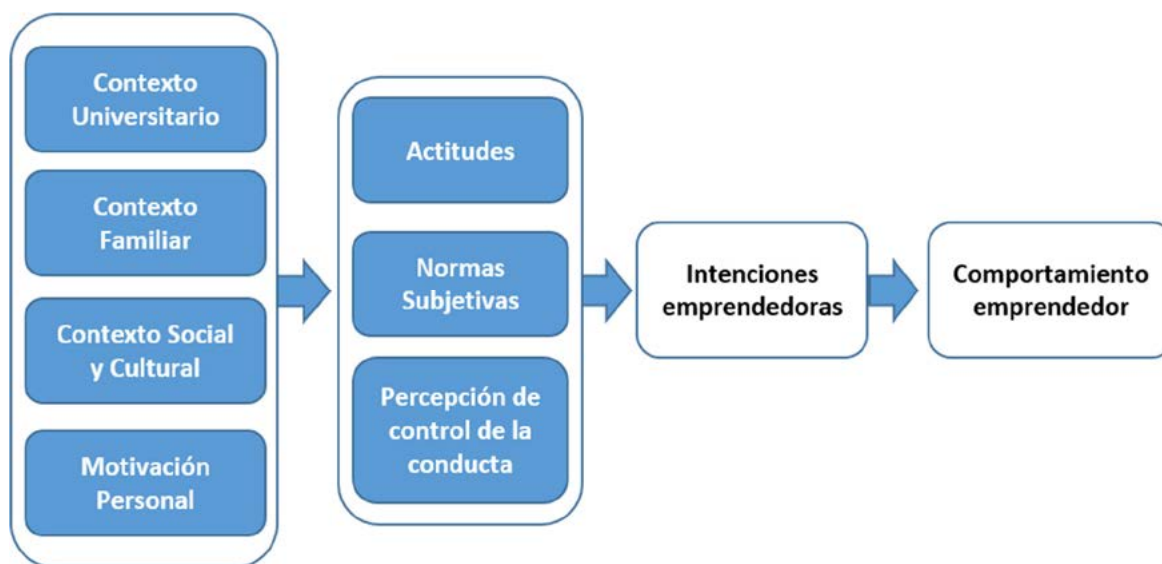 Contexto
Universitario
Contexto
Familiar
Contexto Social
y Cultural
Motivación
Personal
Actitudes
Normas
Subjetivas
Percepción de
control de la
conducta
Intenciones
emprendedoras
Comportamiento
emprendedor